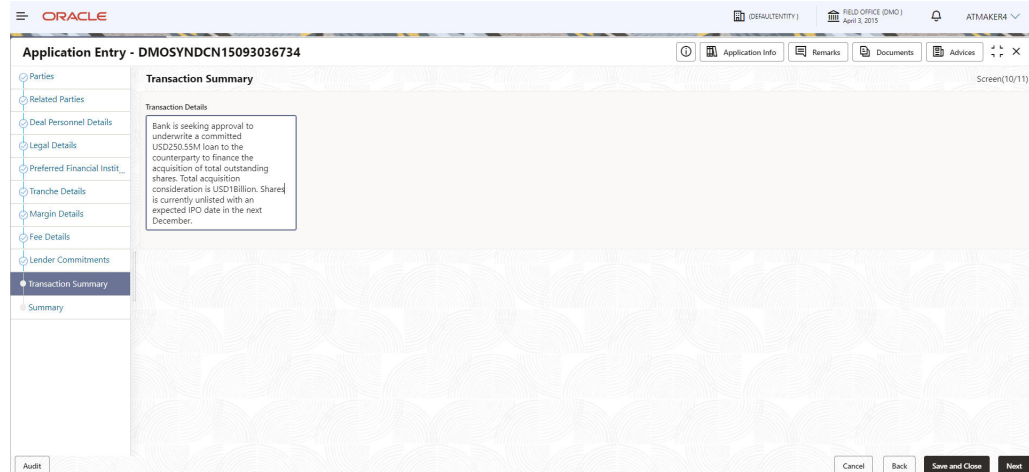 ORACLE
(DEFAULTENTITY)
FIELD OFFICE (DMO )
April 3, 2015
ATMAKER4
Application Entry - DMOSYNDCN15093036734
Application Info
Remarks
Documents
Advices
Parties
Related Parties
Deal Personnel Details
Legal Details
Preferred Financial Instit_
Tranche Details
Margin Details
Fee Details
Lender Commitments
Transaction Summary
Summary
Transaction Summary
Screen(10/11)
Transaction Details
Bank is seeking approval to
underwrite a committed
USD250.55M loan to the
counterparty to finance the
acquisition of total outstanding
shares. Total acquisition
consideration is USD1Billion. Shares
is currently unlisted with an
expected IPO date in the next
December.
Audit
Cancel
Back
Save and Close
Next